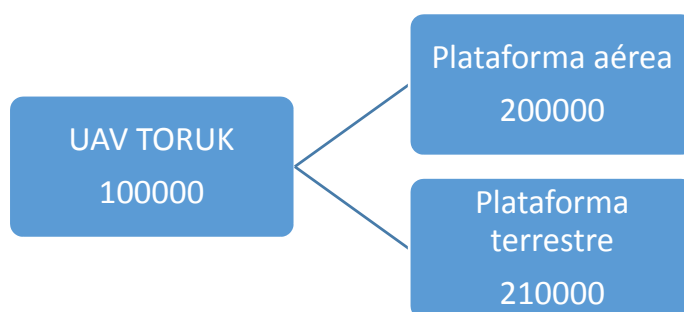 UAV TORUK
100000
Plataforma aérea
200000
Plataforma
terrestre
210000